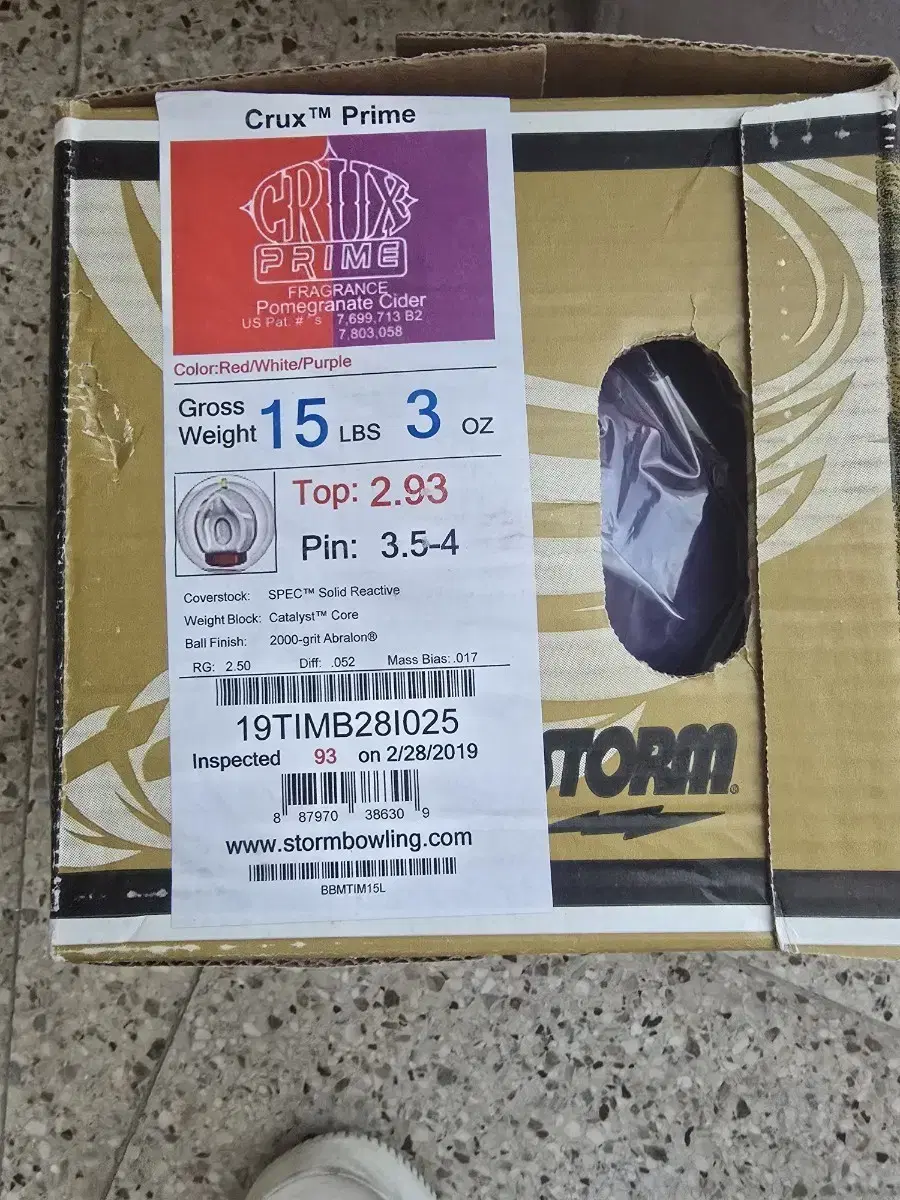 Crux™ Prime
CRUX
PRIME
FRAGRANCE
Pomegranate Cider
US Pat. # 's 7,699,713 B2
7,803,058
Color:Red/White/Purple
Gross Weight 15 LBS 3 OZ
Top: 2.93
Pin: 3.5-4
Coverstock: SPEC™ Solid Reactive
Weight Block: Catalyst™ Core
Ball Finish: 2000-grit Abralon®
RG: 2.50 Diff: .052 Mass Bias: .017
19TIMB28I025
Inspected 93 on 2/28/2019
8 87970 38630 9
www.stormbowling.com
BBMTIM15L
STORM®